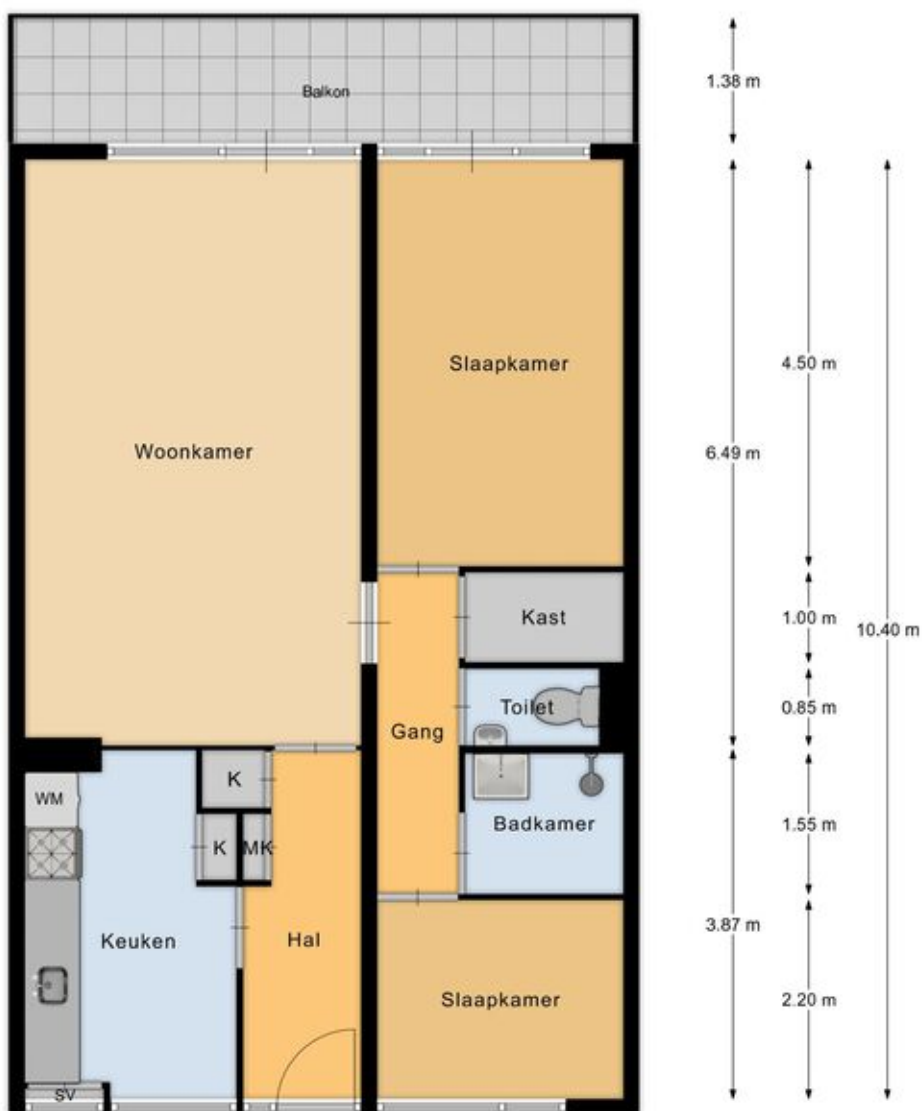 Balkon
1.38 m
Slaapkamer
4.50 m
Woonkamer
6.49 m
Kast
1.00 m
10.40 m
Toilet
0.85 m
Gang
K
WM
Badkamer
1.55 m
K
MK
Keuken
Hal
3.87 m
Slaapkamer
2.20 m
SV